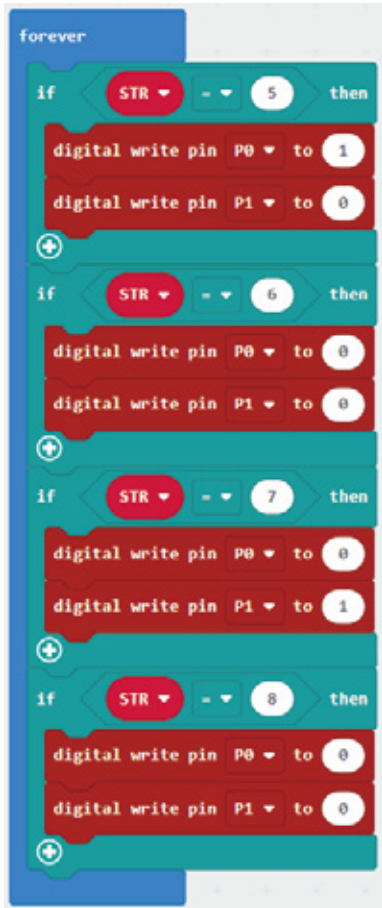 forever
if STR = 5 then
digital write pin P0 to 1
digital write pin P1 to 0
if STR = 6 then
digital write pin P0 to 0
digital write pin P1 to 0
if STR = 7 then
digital write pin P0 to 0
digital write pin P1 to 1
if STR = 8 then
digital write pin P0 to 0
digital write pin P1 to 0